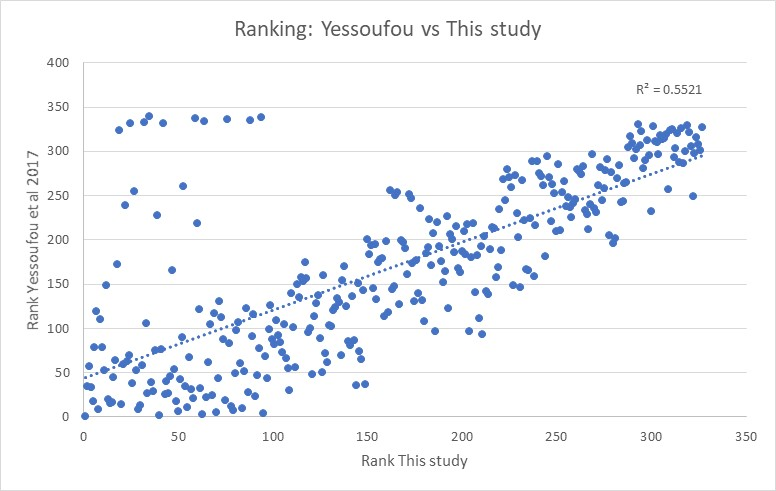 Ranking: Yessoufou vs This study
400
350
300
250
200
150
100
50
0
R² = 0.5521
Rank Yessoufou et al 2017
0 50 100 150 200 250 300 350
Rank This study